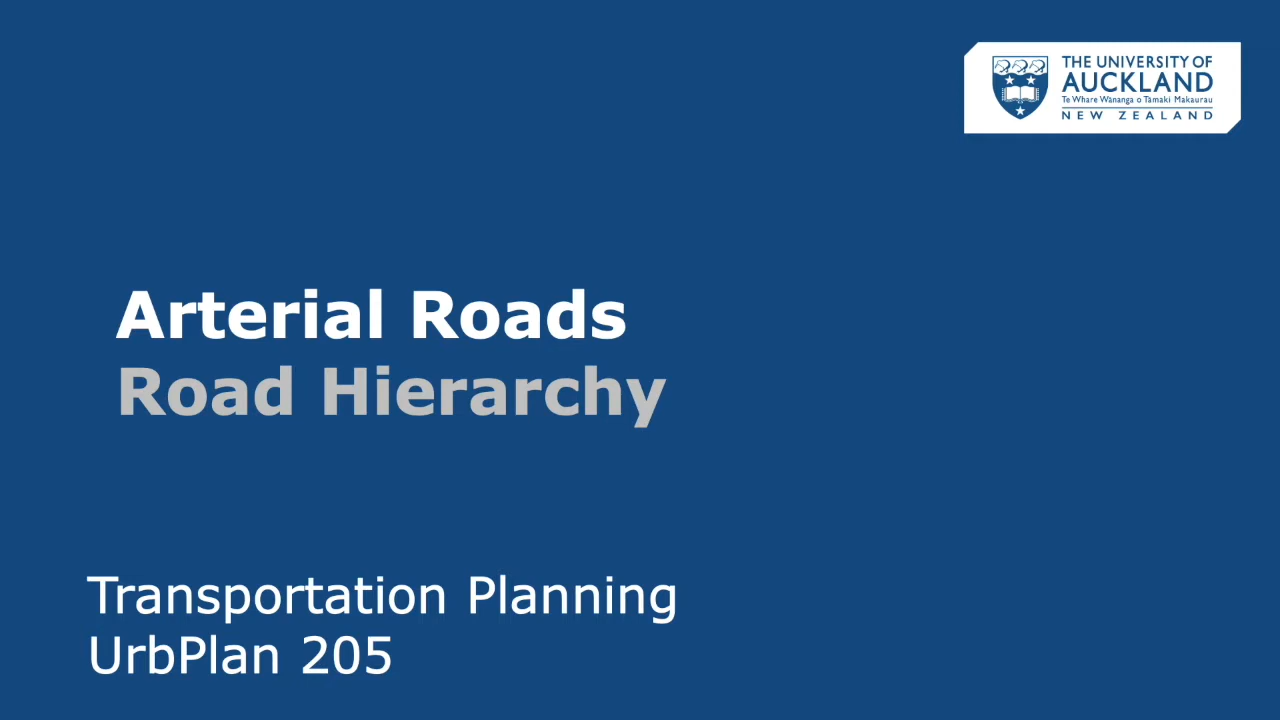 THE UNIVERSITY OF
AUCKLAND
Te Whare Wānanga o Tāmaki Makaurau
NEW ZEALAND
Arterial Roads
Road Hierarchy
Transportation Planning
UrbPlan 205